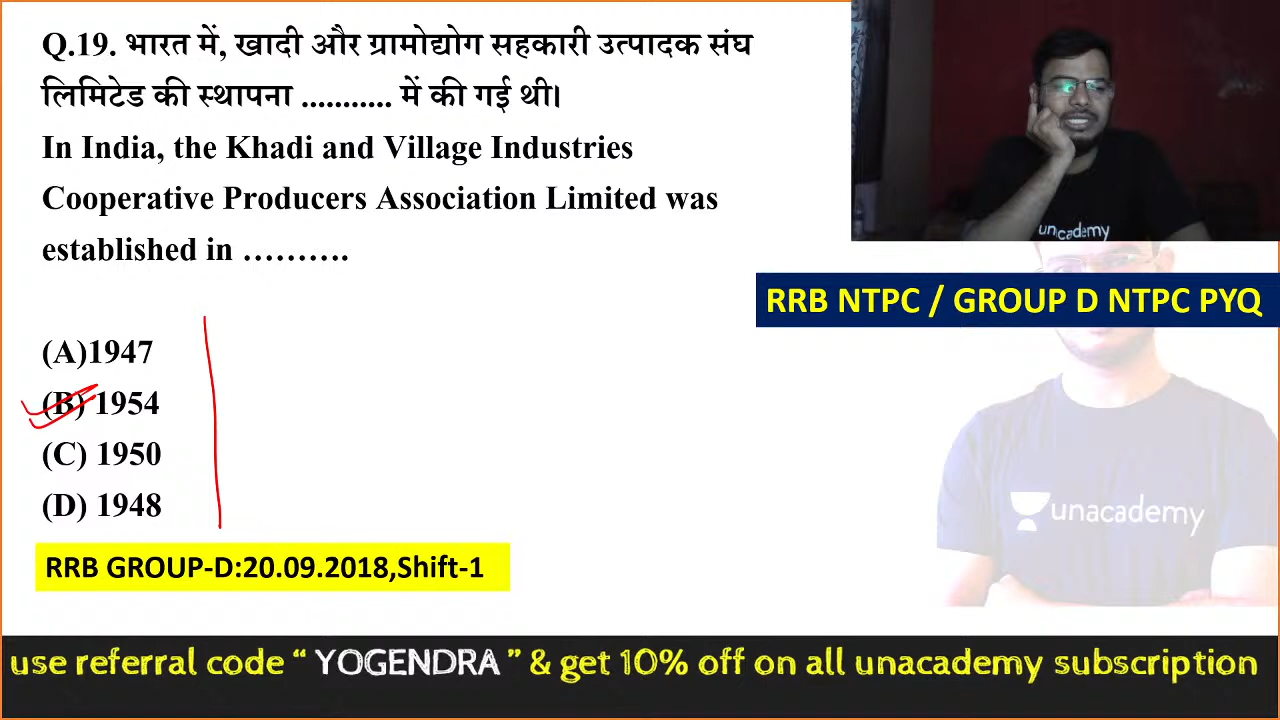 Q.19. भारत में, खादी और ग्रामोद्योग सहकारी उत्पादक संघ
लिमिटेड की स्थापना ........... में की गई थी।
In India, the Khadi and Village Industries
Cooperative Producers Association Limited was
established in ……….
(A)1947
(B) 1954
(C) 1950
(D) 1948
RRB GROUP-D:20.09.2018,Shift-1
unacademy
RRB NTPC / GROUP D NTPC PYQ
unacademy
use referral code “ YOGENDRA ” & get 10% off on all unacademy subscription